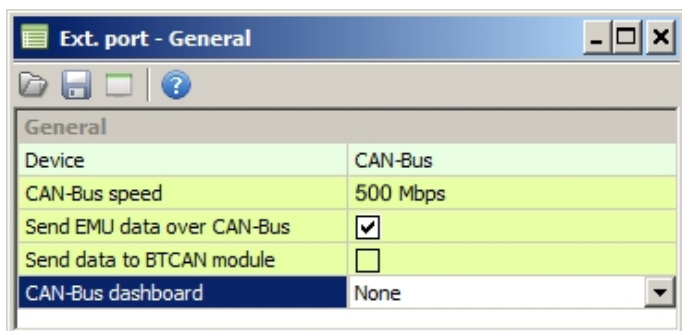 Ext. port - General
General
Device CAN-Bus
CAN-Bus speed 500 Mbps
Send EMU data over CAN-Bus
Send data to BTCAN module
CAN-Bus dashboard None